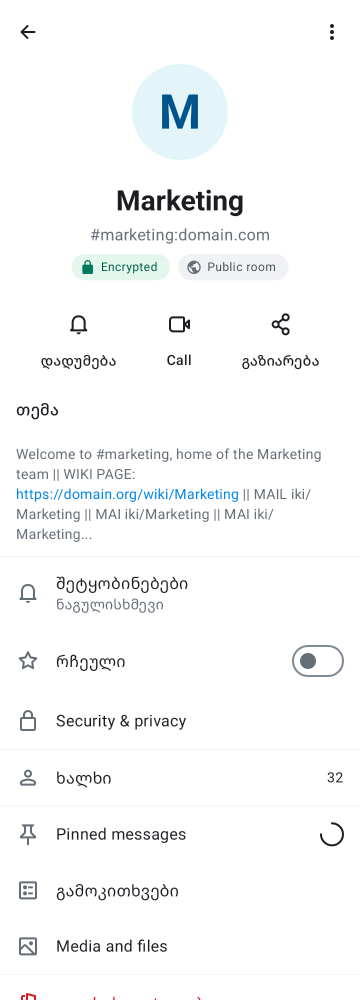 M
Marketing
#marketing:domain.com
Encrypted
Public room
დადუმება
Call
გაზიარება
თემა
Welcome to #marketing, home of the Marketing
team || WIKI PAGE:
https://domain.org/wiki/Marketing || MAIL iki/
Marketing || MAI iki/Marketing || MAI iki/
Marketing...
შეტყობინებები
ნაგულისხმევი
რჩეული
Security & privacy
ხალხი 32
Pinned messages
გამოკითხვები
Media and files